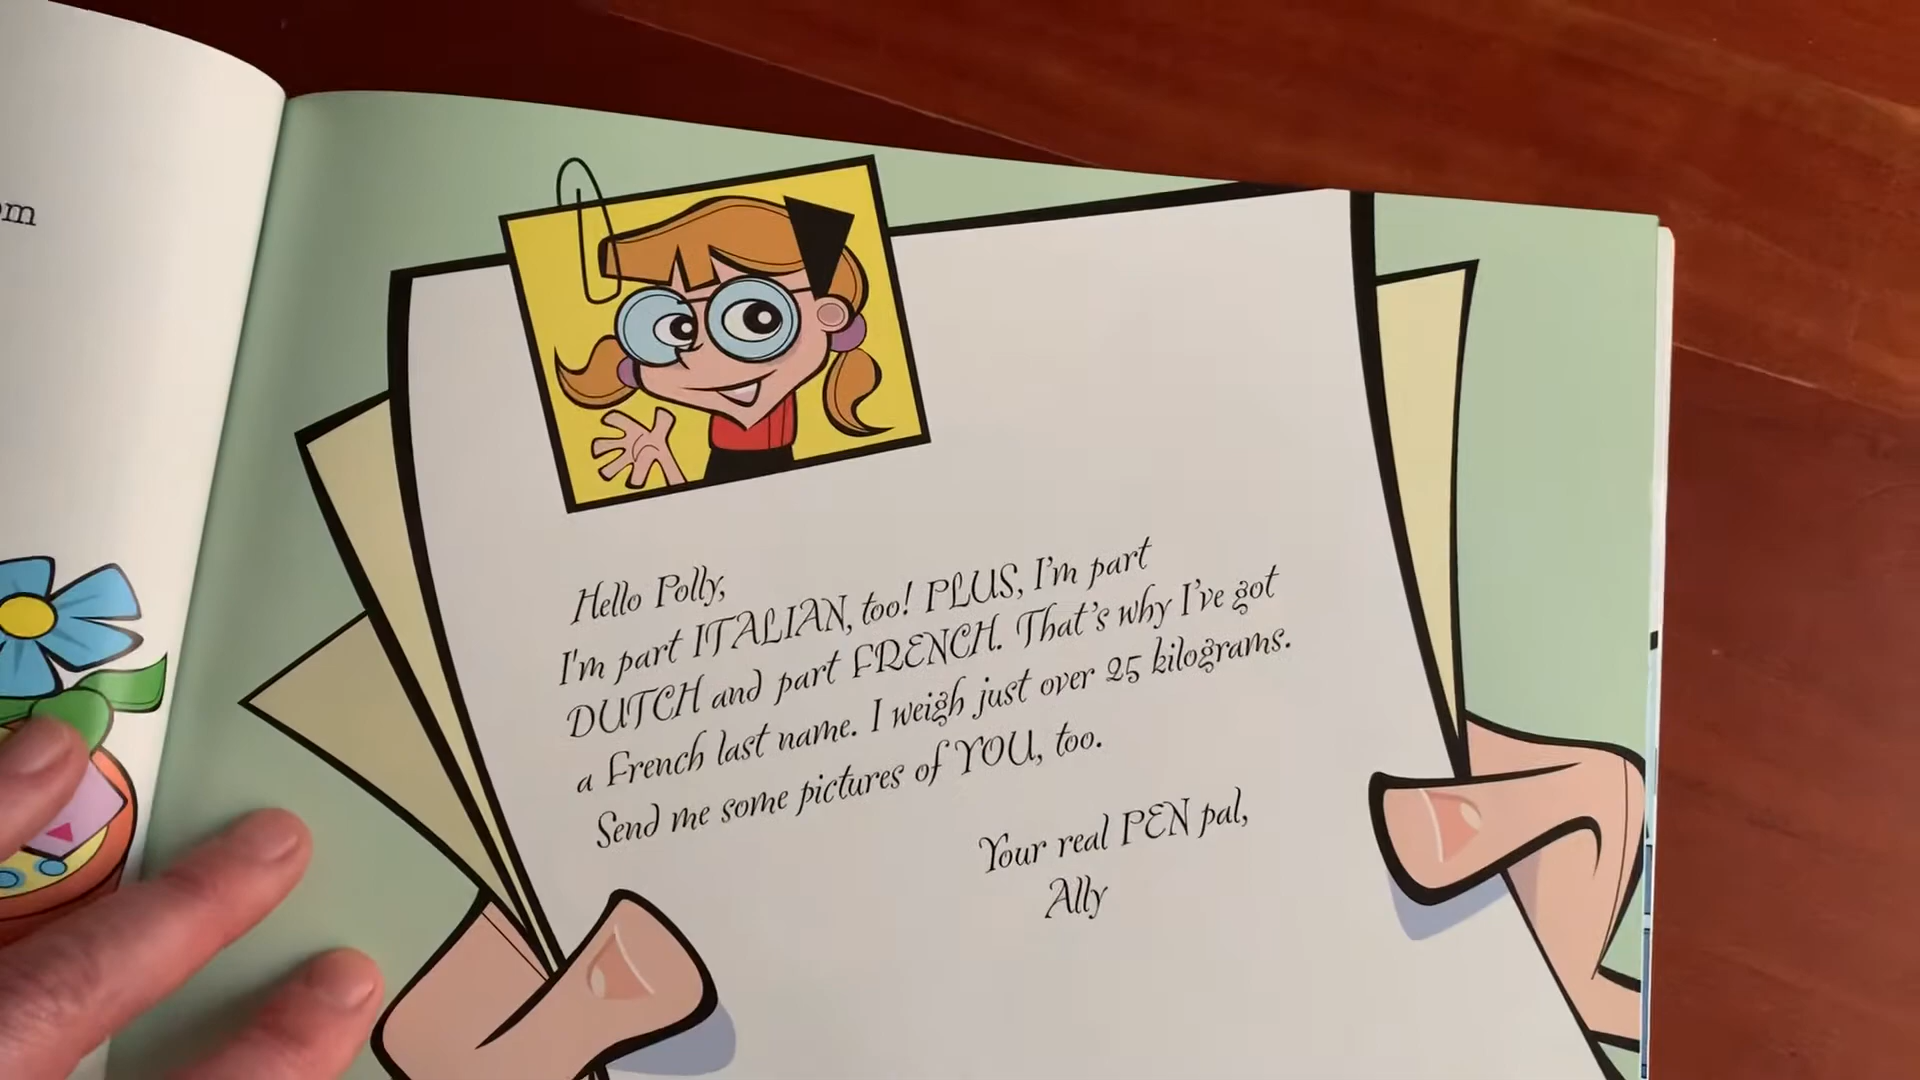 Hello Polly,
I'm part ITALIAN, too! PLUS, I'm part
DUTCH and part FRENCH. That's why I've got
a French last name. I weigh just over 25 kilograms.
Send me some pictures of YOU, too.
Your real PEN pal,
Ally